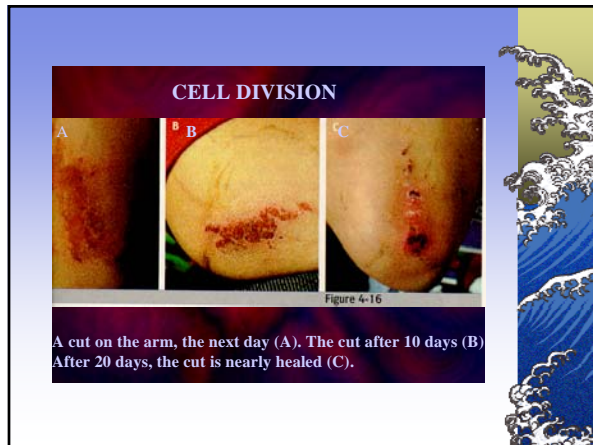 CELL DIVISION
A
B B
C C
Figure 4-16
A cut on the arm, the next day (A). The cut after 10 days (B)
After 20 days, the cut is nearly healed (C).